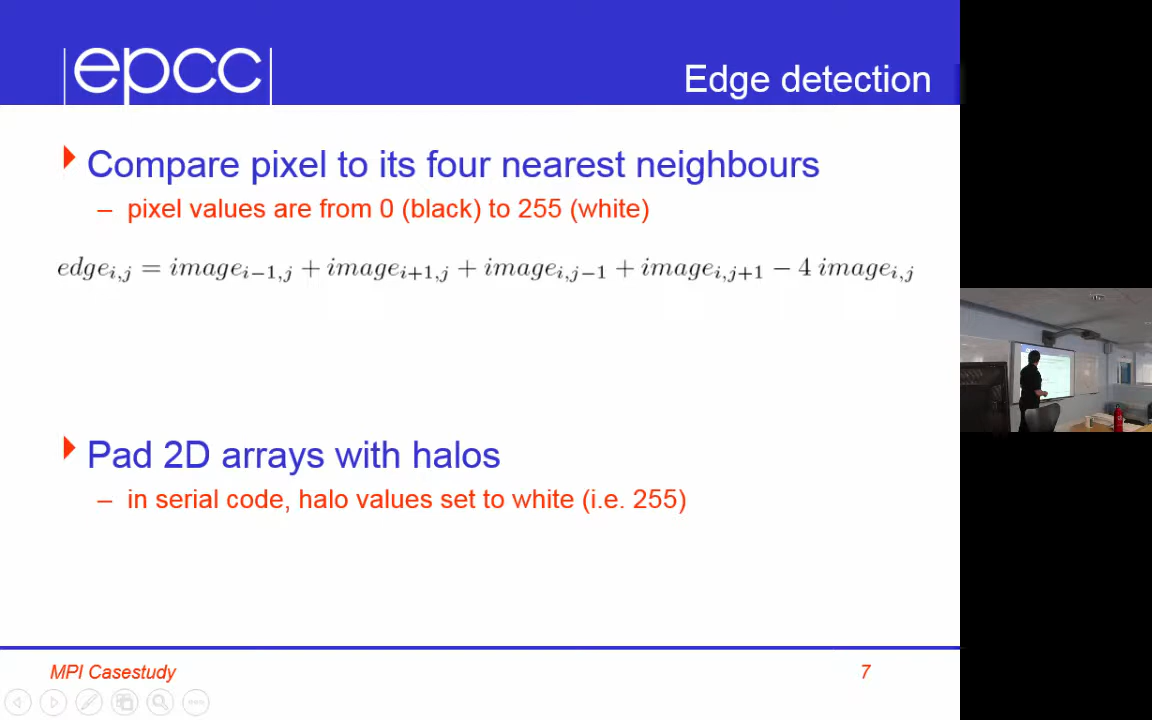 |epcc|
Edge detection
Compare pixel to its four nearest neighbours
– pixel values are from 0 (black) to 255 (white)
edge_{i,j} = image_{i−1,j} + image_{i+1,j} + image_{i,j−1} + image_{i,j+1} − 4 image_{i,j}
Pad 2D arrays with halos
– in serial code, halo values set to white (i.e. 255)
MPI Casestudy
7